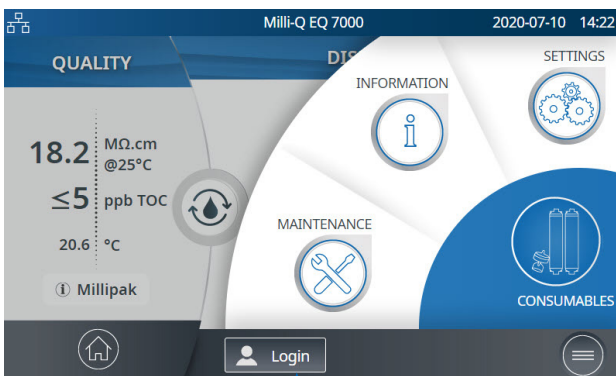 Milli-Q EQ 7000 2020-07-10 14:22
QUALITY
DIS
INFORMATION
SETTINGS
18.2 MΩ.cm
@25°C
≤5 ppb TOC
20.6 °C
Millipak
MAINTENANCE
CONSUMABLES
Login